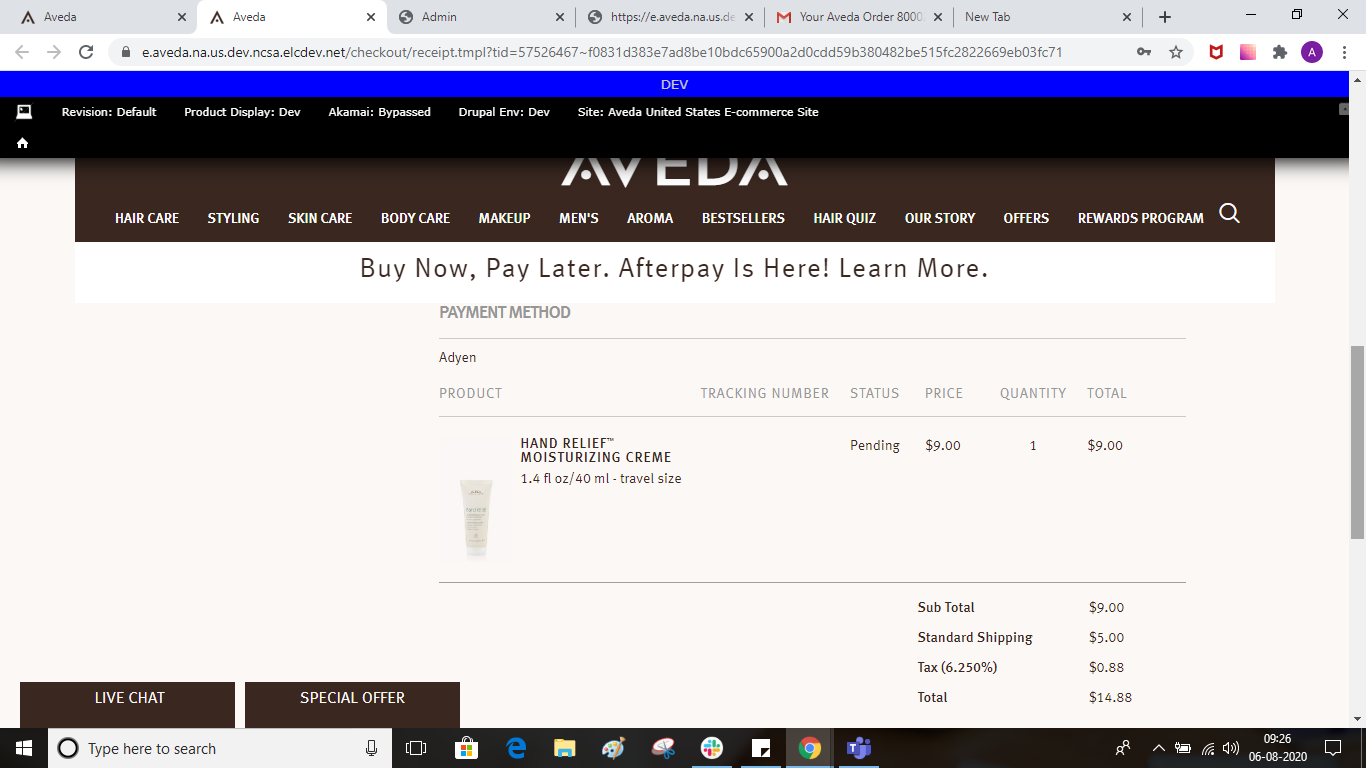 Aveda
Aveda
Admin
https://e.aveda.na.us.de
Your Aveda Order 8000
New Tab
e.aveda.na.us.dev.ncsa.elcdev.net/checkout/receipt.tmpl?tid=57526467~f0831d383e7ad8be10bdc65900a2d0cdd59b380482be515fc2822669eb03fc71
A
DEV
Revision: Default
Product Display: Dev
Akamai: Bypassed
Drupal Env: Dev
Site: Aveda United States E-commerce Site
AVEDA
HAIR CARE
STYLING
SKIN CARE
BODY CARE
MAKEUP
MEN'S
AROMA
BESTSELLERS
HAIR QUIZ
OUR STORY
OFFERS
REWARDS PROGRAM
Buy Now, Pay Later. Afterpay Is Here! Learn More.
PAYMENT METHOD
Adyen
PRODUCT TRACKING NUMBER STATUS PRICE QUANTITY TOTAL
HAND RELIEF™
MOISTURIZING CREME
1.4 fl oz/40 ml - travel size
Pending $9.00 1 $9.00
Sub Total $9.00
Standard Shipping $5.00
Tax (6.250%) $0.88
Total $14.88
LIVE CHAT
SPECIAL OFFER
Type here to search
09:26
06-08-2020